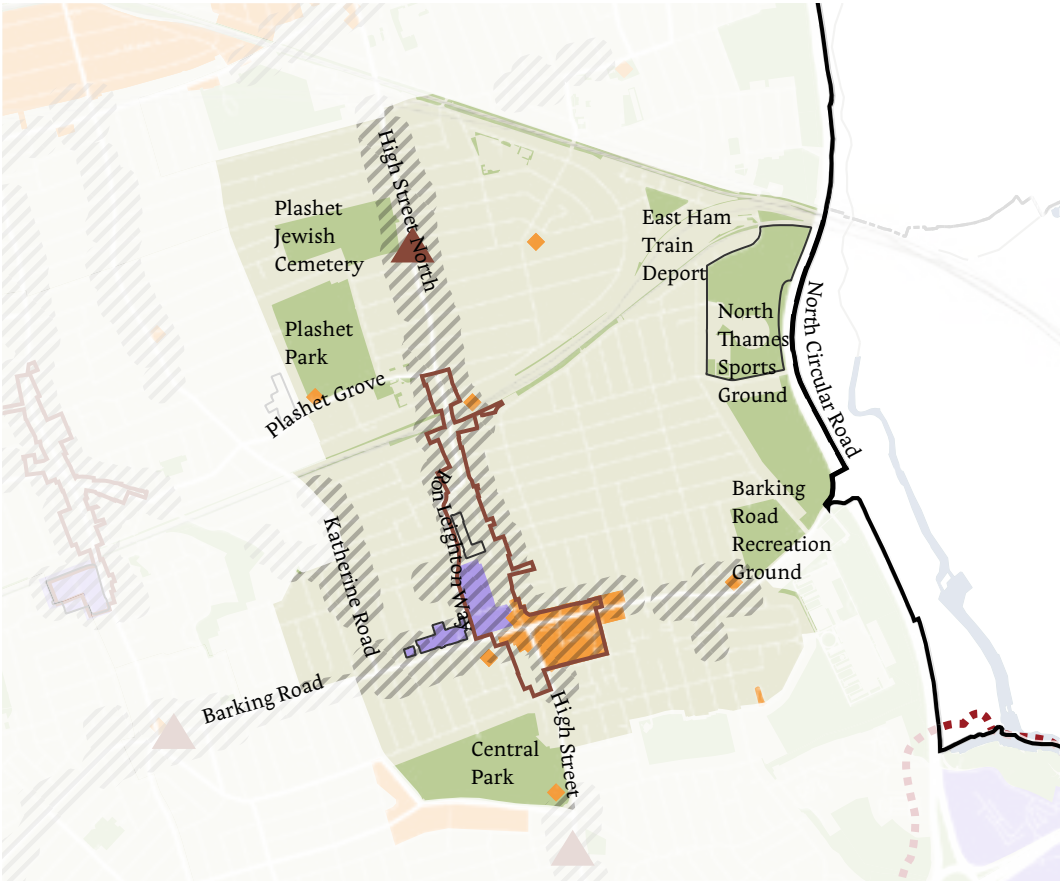 High Street North
Plashet
Jewish
Cemetery
East Ham
Train
Deport
North
Thames
Sports
Ground
North Circular Road
Plashet
Park
Plashet Grove
Ron Leighton Way
Katherine Road
Barking
Road
Recreation
Ground
Barking Road
High Street
Central
Park